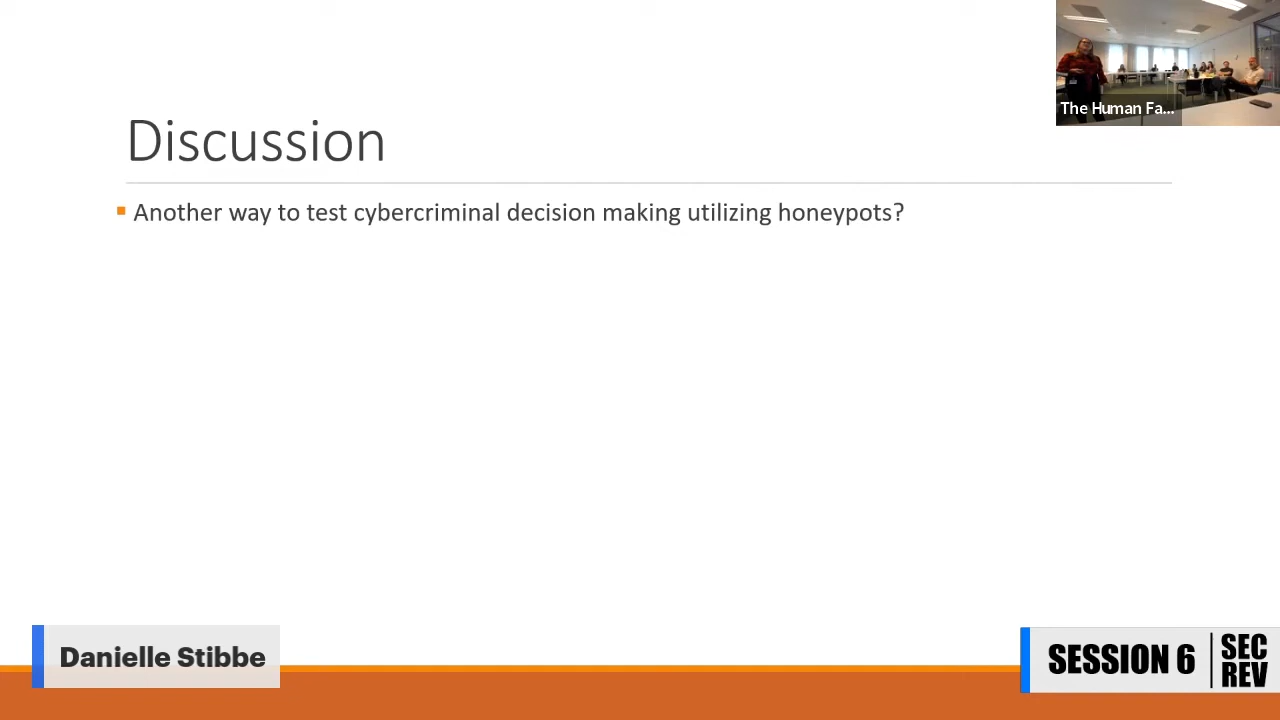 The Human Fa...
Discussion
Another way to test cybercriminal decision making utilizing honeypots?
Danielle Stibbe
SESSION 6
SEC
REV